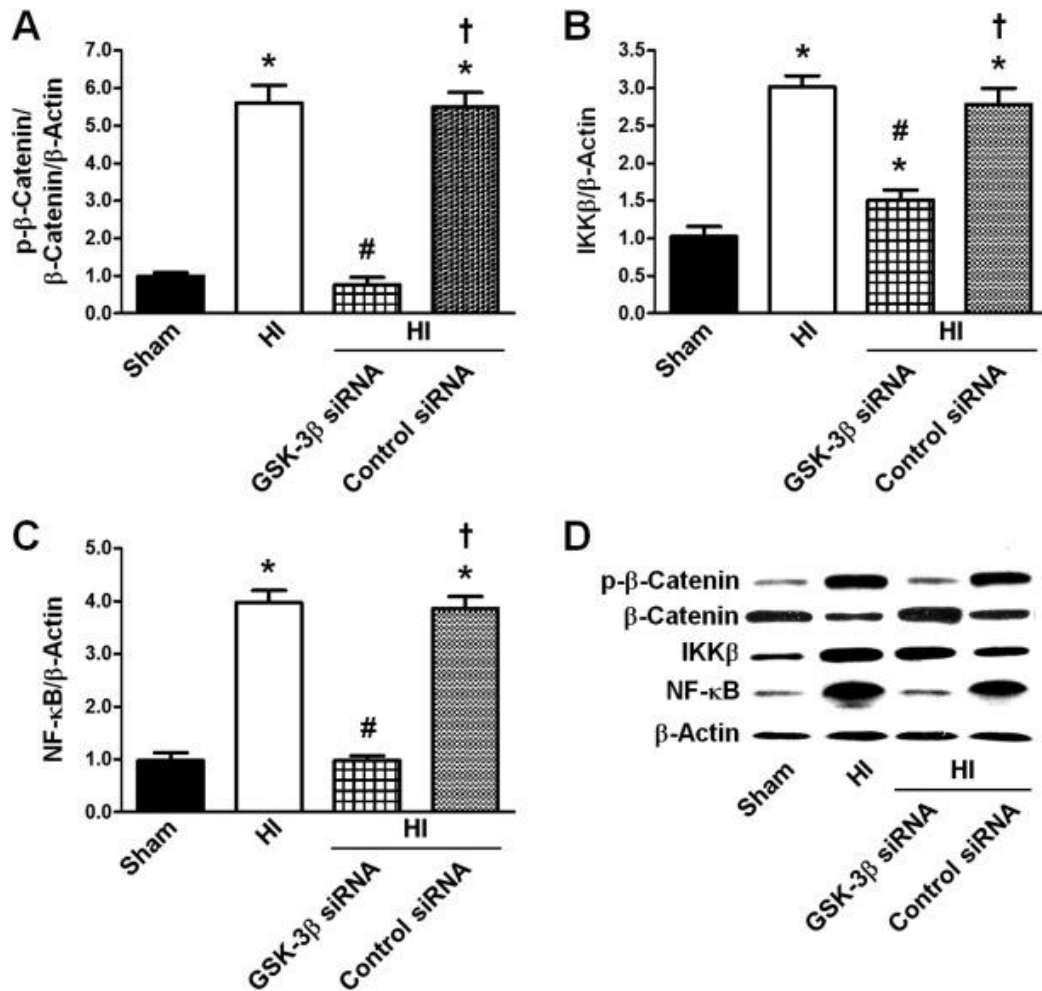 A
p-β-Catenin/
β-Catenin/β-Actin
7.0
6.0
5.0
4.0
3.0
2.0
1.0
0.0
*
#
†
*
Sham
HI
HI
GSK-3β siRNA
Control siRNA
B
IKKβ/β-Actin
3.5
3.0
2.5
2.0
1.5
1.0
0.5
0.0
*
#
*
†
*
Sham
HI
HI
GSK-3β siRNA
Control siRNA
C
NF-κB/β-Actin
5.0
4.0
3.0
2.0
1.0
0.0
*
#
†
*
Sham
HI
HI
GSK-3β siRNA
Control siRNA
D
p-β-Catenin
β-Catenin
IKKβ
NF-κB
β-Actin
Sham
HI
HI
GSK-3β siRNA
Control siRNA